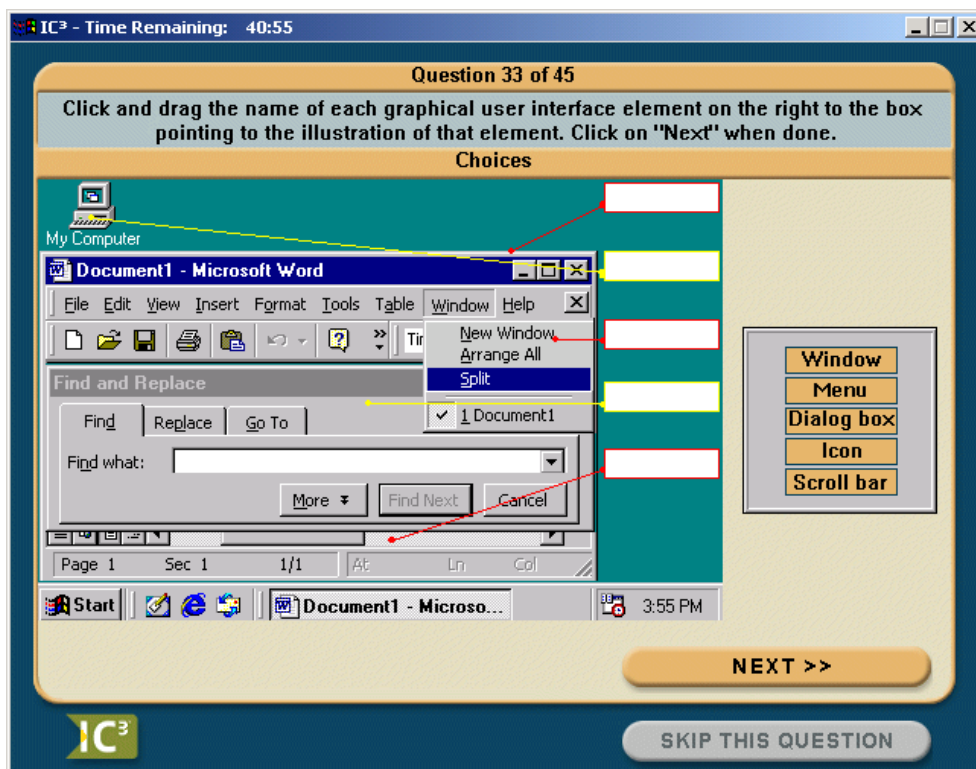 IC³ - Time Remaining: 40:55
Question 33 of 45
Click and drag the name of each graphical user interface element on the right to the box
pointing to the illustration of that element. Click on "Next" when done.
Choices
My Computer
Document1 - Microsoft Word
File Edit View Insert Format Tools Table Window Help
New Window
Arrange All
Split
1 Document1
Find and Replace
Find Replace Go To
Find what:
More Find Next Cancel
Page 1 Sec 1 1/1 At Ln Col
Start Document1 - Microso... 3:55 PM
Window
Menu
Dialog box
Icon
Scroll bar
NEXT >>
IC³
SKIP THIS QUESTION